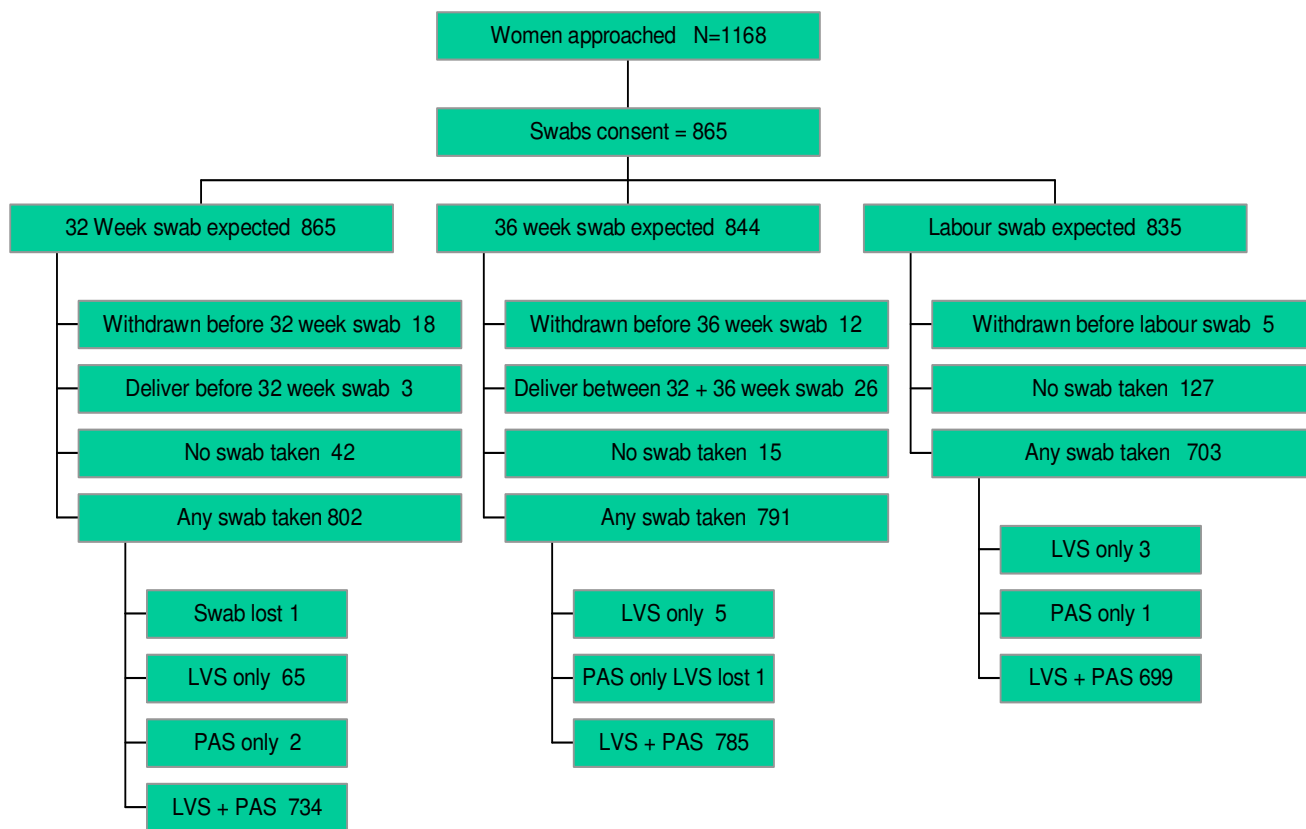 Women approached N=1168
Swabs consent = 865
32 Week swab expected 865
36 week swab expected 844
Labour swab expected 835
Withdrawn before 32 week swab 18
Deliver before 32 week swab 3
No swab taken 42
Any swab taken 802
Swab lost 1
LVS only 65
PAS only 2
LVS + PAS 734
Withdrawn before 36 week swab 12
Deliver between 32 + 36 week swab 26
No swab taken 15
Any swab taken 791
LVS only 5
PAS only LVS lost 1
LVS + PAS 785
Withdrawn before labour swab 5
No swab taken 127
Any swab taken 703
LVS only 3
PAS only 1
LVS + PAS 699